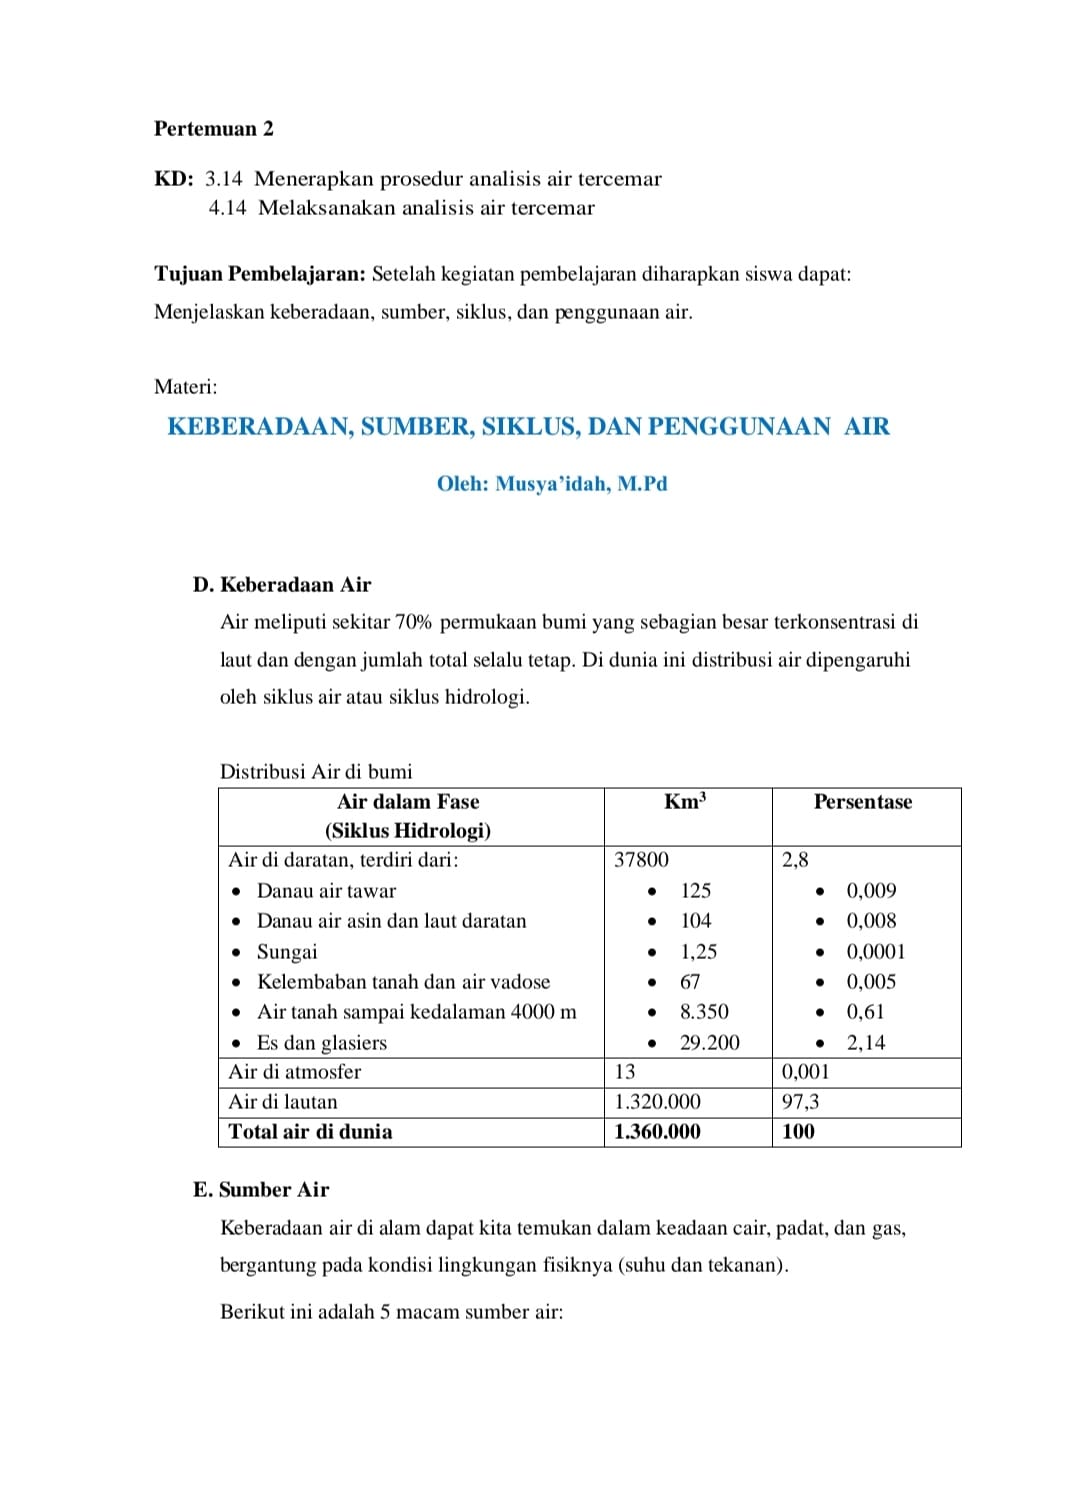 Pertemuan 2
KD: 3.14 Menerapkan prosedur analisis air tercemar
4.14 Melaksanakan analisis air tercemar
Tujuan Pembelajaran: Setelah kegiatan pembelajaran diharapkan siswa dapat:
Menjelaskan keberadaan, sumber, siklus, dan penggunaan air.
Materi:
KEBERADAAN, SUMBER, SIKLUS, DAN PENGGUNAAN AIR
Oleh: Musya’idah, M.Pd
D. Keberadaan Air
Air meliputi sekitar 70% permukaan bumi yang sebagian besar terkonsentrasi di
laut dan dengan jumlah total selalu tetap. Di dunia ini distribusi air dipengaruhi
oleh siklus air atau siklus hidrologi.
Distribusi Air di bumi
Air dalam Fase Km³ Persentase
(Siklus Hidrologi)
Air di daratan, terdiri dari: 37800 2,8
• Danau air tawar • 125 • 0,009
• Danau air asin dan laut daratan • 104 • 0,008
• Sungai • 1,25 • 0,0001
• Kelembaban tanah dan air vadose • 67 • 0,005
• Air tanah sampai kedalaman 4000 m • 8.350 • 0,61
• Es dan glasiers • 29.200 • 2,14
Air di atmosfer 13 0,001
Air di lautan 1.320.000 97,3
Total air di dunia 1.360.000 100
E. Sumber Air
Keberadaan air di alam dapat kita temukan dalam keadaan cair, padat, dan gas,
bergantung pada kondisi lingkungan fisiknya (suhu dan tekanan).
Berikut ini adalah 5 macam sumber air: